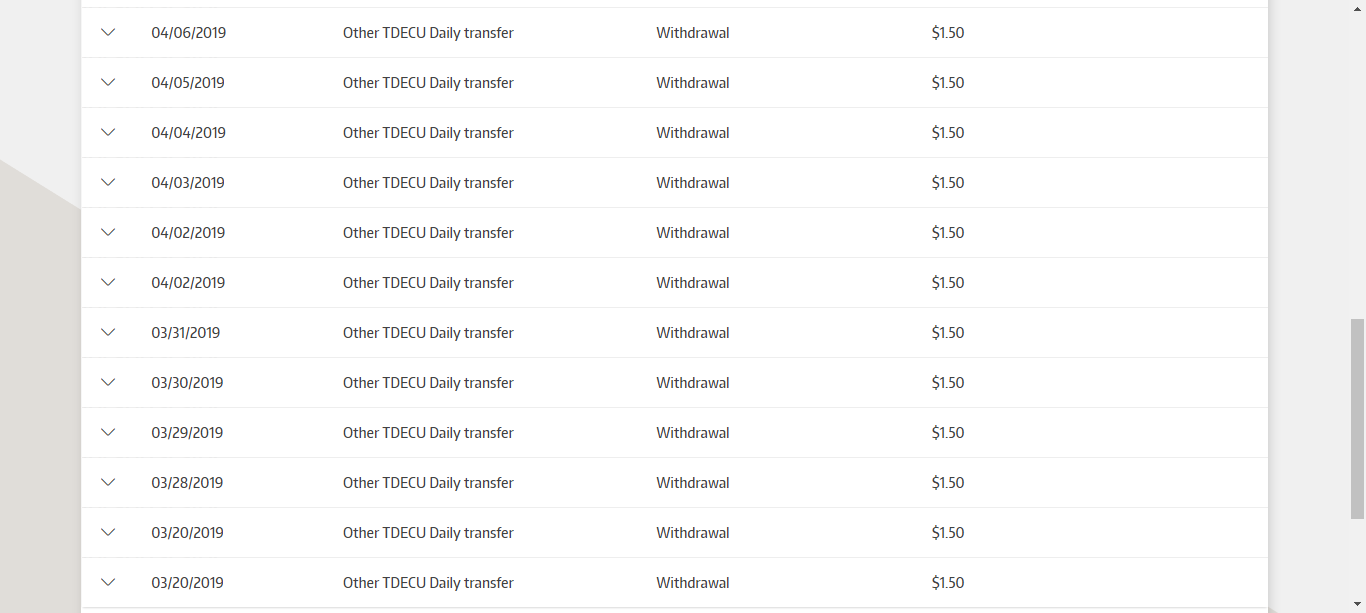 04/06/2019 Other TDECU Daily transfer Withdrawal $1.50
04/05/2019 Other TDECU Daily transfer Withdrawal $1.50
04/04/2019 Other TDECU Daily transfer Withdrawal $1.50
04/03/2019 Other TDECU Daily transfer Withdrawal $1.50
04/02/2019 Other TDECU Daily transfer Withdrawal $1.50
04/02/2019 Other TDECU Daily transfer Withdrawal $1.50
03/31/2019 Other TDECU Daily transfer Withdrawal $1.50
03/30/2019 Other TDECU Daily transfer Withdrawal $1.50
03/29/2019 Other TDECU Daily transfer Withdrawal $1.50
03/28/2019 Other TDECU Daily transfer Withdrawal $1.50
03/20/2019 Other TDECU Daily transfer Withdrawal $1.50
03/20/2019 Other TDECU Daily transfer Withdrawal $1.50